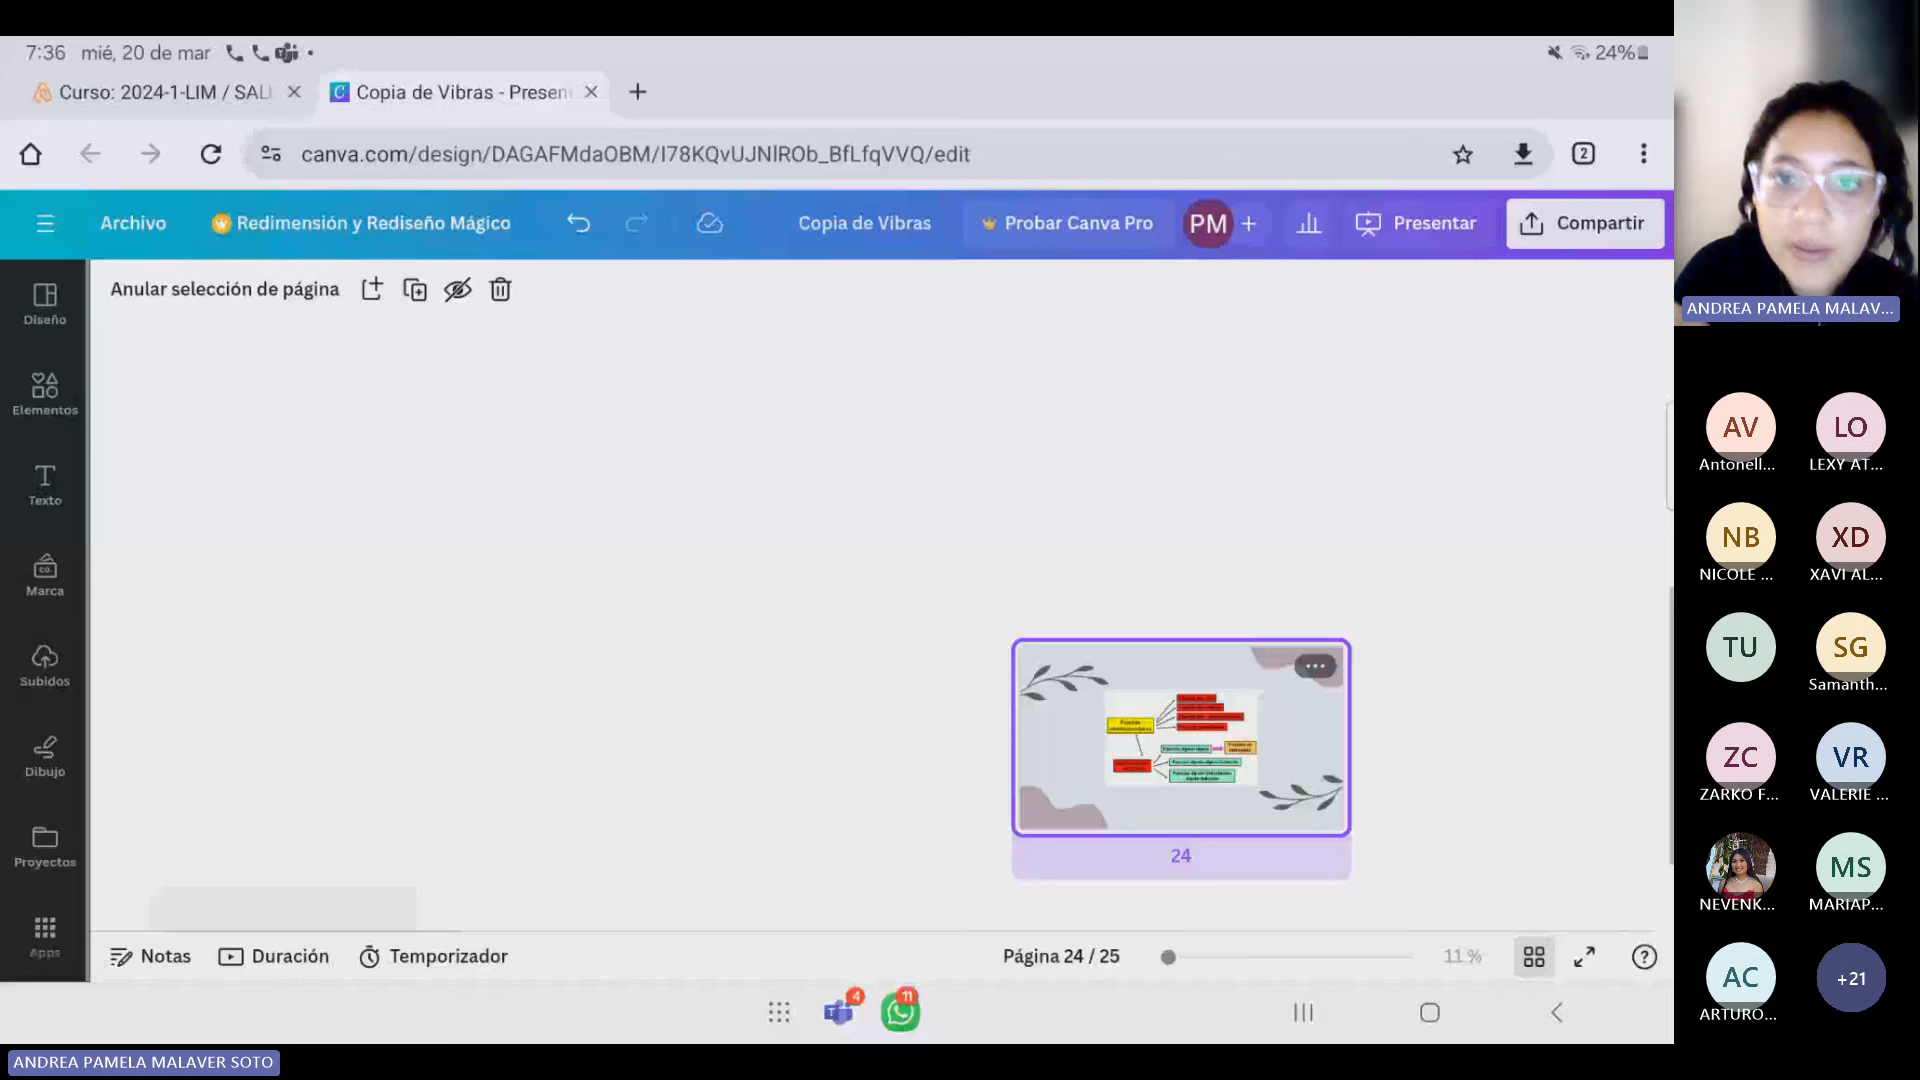 7:36 mié, 20 de mar
24%
Curso: 2024-1-LIM / SAL
Copia de Vibras - Presen
canva.com/design/DAGAFMdaOBM/I78KQvUJNlROb_BfLfqVVQ/edit
2
Archivo
Redimensión y Rediseño Mágico
Copia de Vibras
Probar Canva Pro
PM
Presentar
Compartir
Anular selección de página
Diseño
Elementos
Texto
CO.
Marca
Subidos
Dibujo
Proyectos
Apps
24
Notas
Duración
Temporizador
Página 24 / 25
11 %
4
11
ANDREA PAMELA MALAVER SOTO
ANDREA PAMELA MALAV...
AV
Antonell...
LO
LEXY AT...
NB
NICOLE ...
XD
XAVI AL...
TU
SG
Samanth...
ZC
ZARKO F...
VR
VALERIE ...
NEVENK...
MS
MARIAP...
AC
ARTURO...
+21